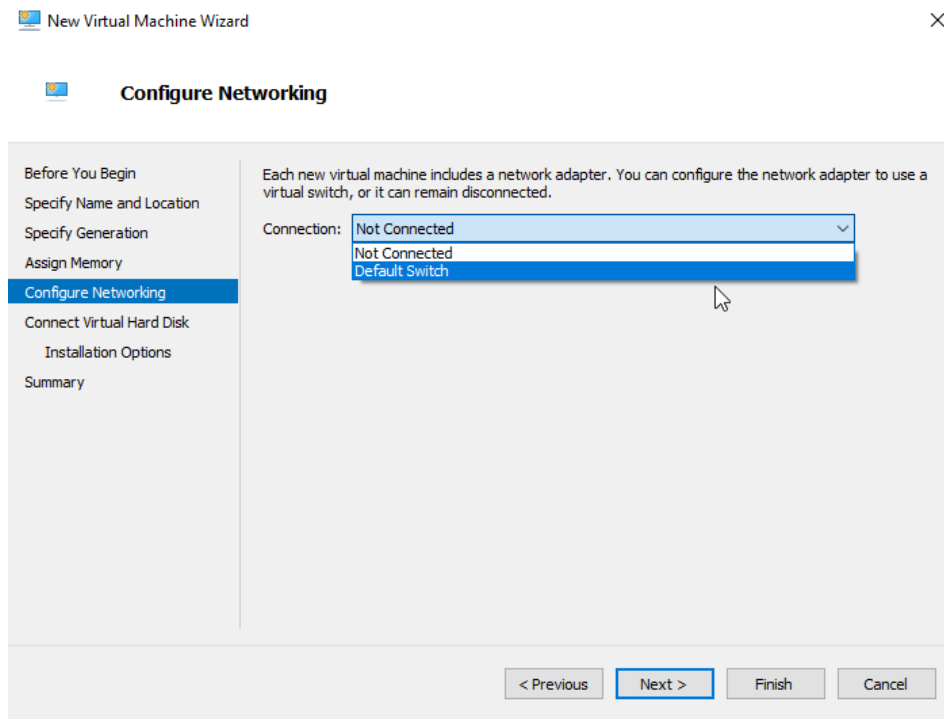 New Virtual Machine Wizard
Configure Networking
Before You Begin
Specify Name and Location
Specify Generation
Assign Memory
Configure Networking
Connect Virtual Hard Disk
Installation Options
Summary
Each new virtual machine includes a network adapter. You can configure the network adapter to use a
virtual switch, or it can remain disconnected.
Connection: Not Connected
Not Connected
Default Switch
< Previous
Next >
Finish
Cancel